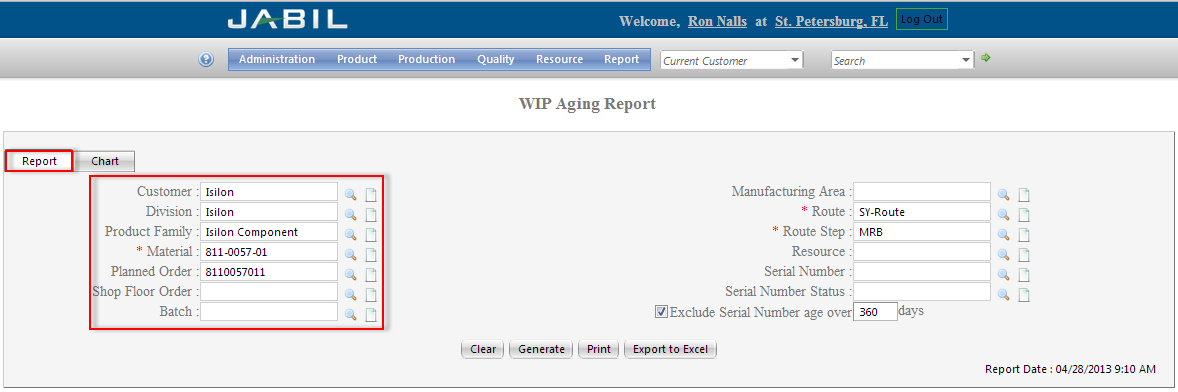 JABIL
Welcome, Ron Nalls at St. Petersburg, FL Log Out
? Administration Product Production Quality Resource Report Current Customer Search
WIP Aging Report
Report Chart
Customer : Isilon
Division : Isilon
Product Family : Isilon Component
* Material : 811-0057-01
Planned Order : 8110057011
Shop Floor Order :
Batch :
Manufacturing Area :
* Route : SY-Route
* Route Step : MRB
Resource :
Serial Number :
Serial Number Status :
Exclude Serial Number age over 360 days
Clear Generate Print Export to Excel
Report Date : 04/28/2013 9:10 AM